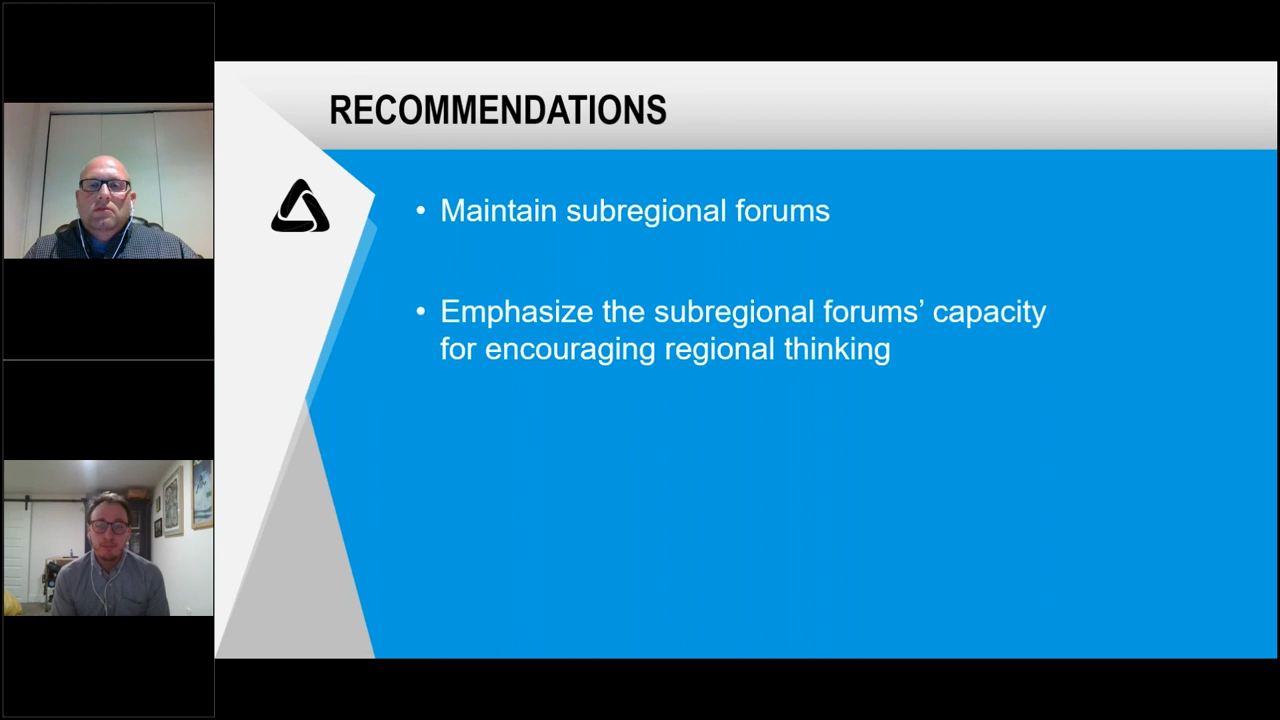 RECOMMENDATIONS
• Maintain subregional forums
• Emphasize the subregional forums’ capacity
for encouraging regional thinking